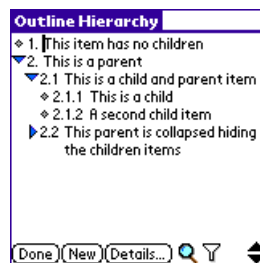 Outline Hierarchy
1. This item has no children
2. This is a parent
2.1 This is a child and parent item
2.1.1 This is a child
2.1.2 A second child item
2.2 This parent is collapsed hiding
the children items
Done New Details...